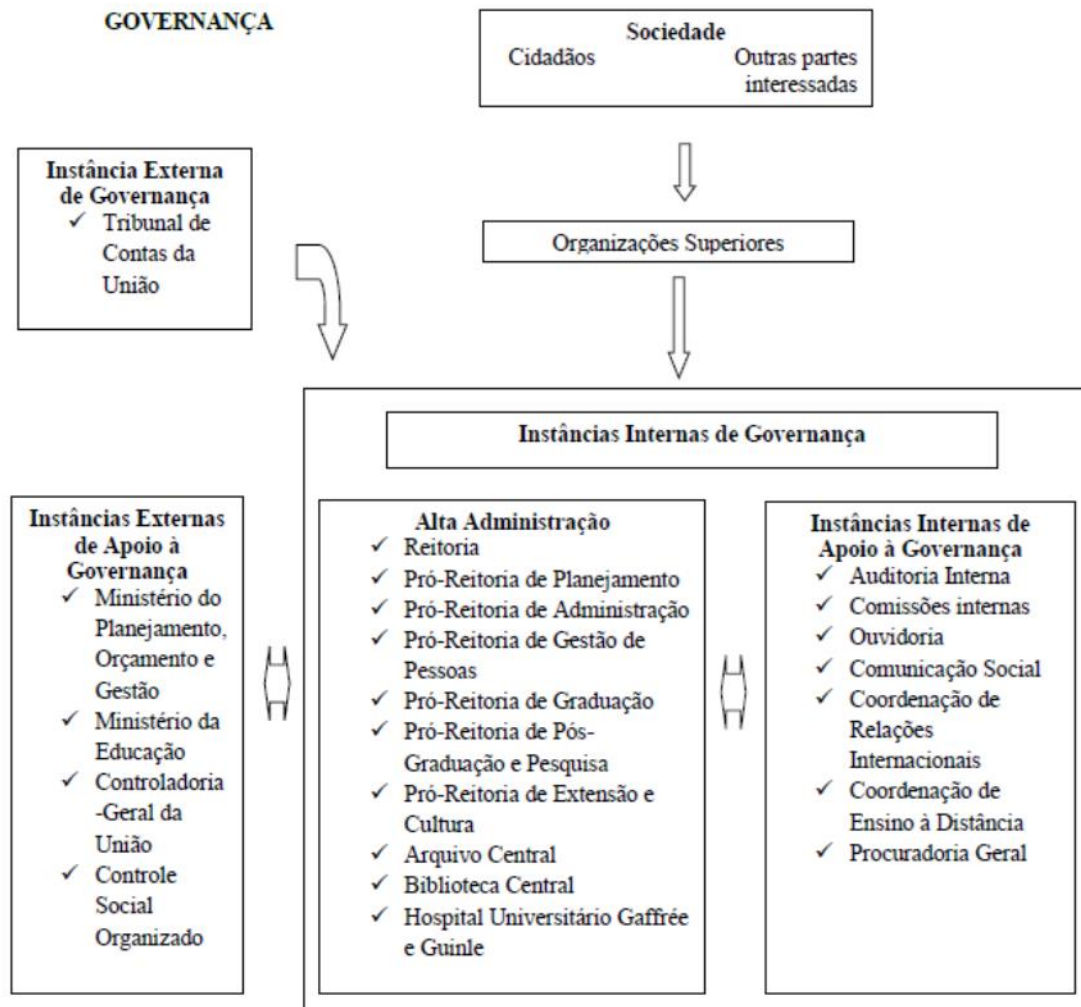 GOVERNANÇA
Sociedade
Cidadãos Outras partes
interessadas
Instância Externa
de Governança
✓ Tribunal de
Contas da
União
Organizações Superiores
Instâncias Internas de Governança
Instâncias Externas
de Apoio à
Governança
✓ Ministério do
Planejamento,
Orçamento e
Gestão
✓ Ministério da
Educação
✓ Controladoria
-Geral da
União
✓ Controle
Social
Organizado
Alta Administração
✓ Reitoria
✓ Pró-Reitoria de Planejamento
✓ Pró-Reitoria de Administração
✓ Pró-Reitoria de Gestão de
Pessoas
✓ Pró-Reitoria de Graduação
✓ Pró-Reitoria de Pós-
Graduação e Pesquisa
✓ Pró-Reitoria de Extensão e
Cultura
✓ Arquivo Central
✓ Biblioteca Central
✓ Hospital Universitário Gaffrée
e Guinle
Instâncias Internas de
Apoio à Governança
✓ Auditoria Interna
✓ Comissões internas
✓ Ouvidoria
✓ Comunicação Social
✓ Coordenação de
Relações
Internacionais
✓ Coordenação de
Ensino à Distância
✓ Procuradoria Geral